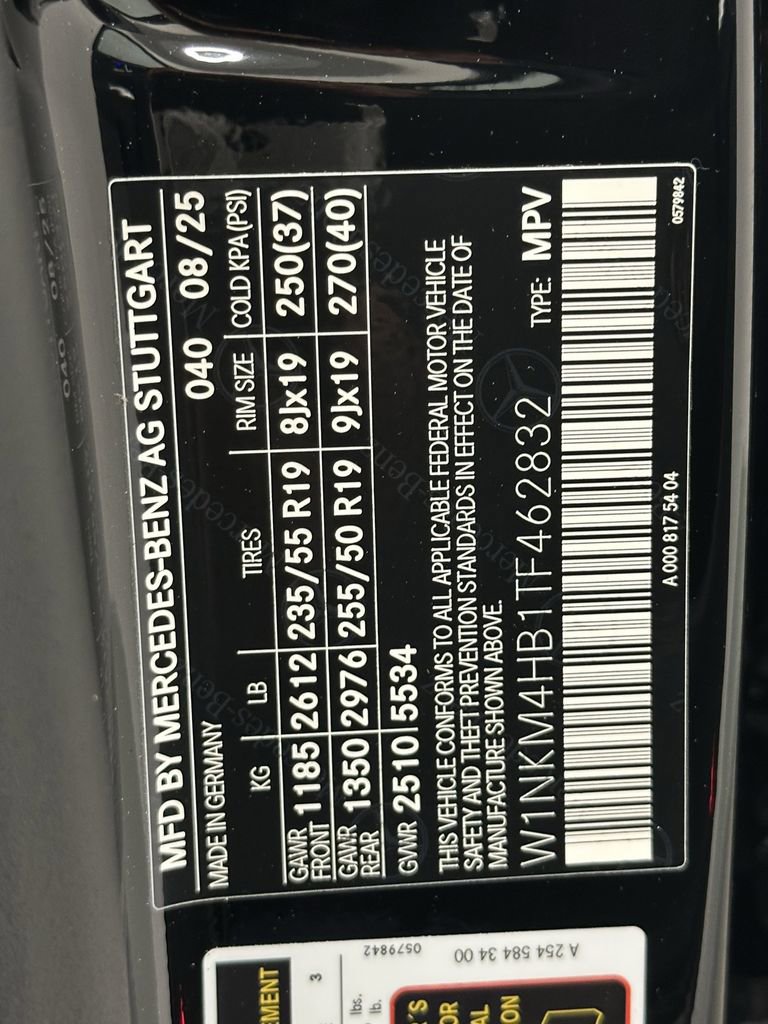 MFD BY MERCEDES-BENZ AG STUTTGART
MADE IN GERMANY 040 08/25
KG LB TIRES RIM SIZE COLD KPA(PSI)
GAWR FRONT 1185 2612 235/55 R19 8Jx19 250(37)
GAWR REAR 1350 2976 255/50 R19 9Jx19 270(40)
GVWR 2510 5534
THIS VEHICLE CONFORMS TO ALL APPLICABLE FEDERAL MOTOR VEHICLE
SAFETY AND THEFT PREVENTION STANDARDS IN EFFECT ON THE DATE OF
MANUFACTURE SHOWN ABOVE.
W1NKM4HB1TF462832 TYPE: MPV
A 000 817 54 04 0579842
A 254 584 34 00
0579842
3
lbs.
lb.